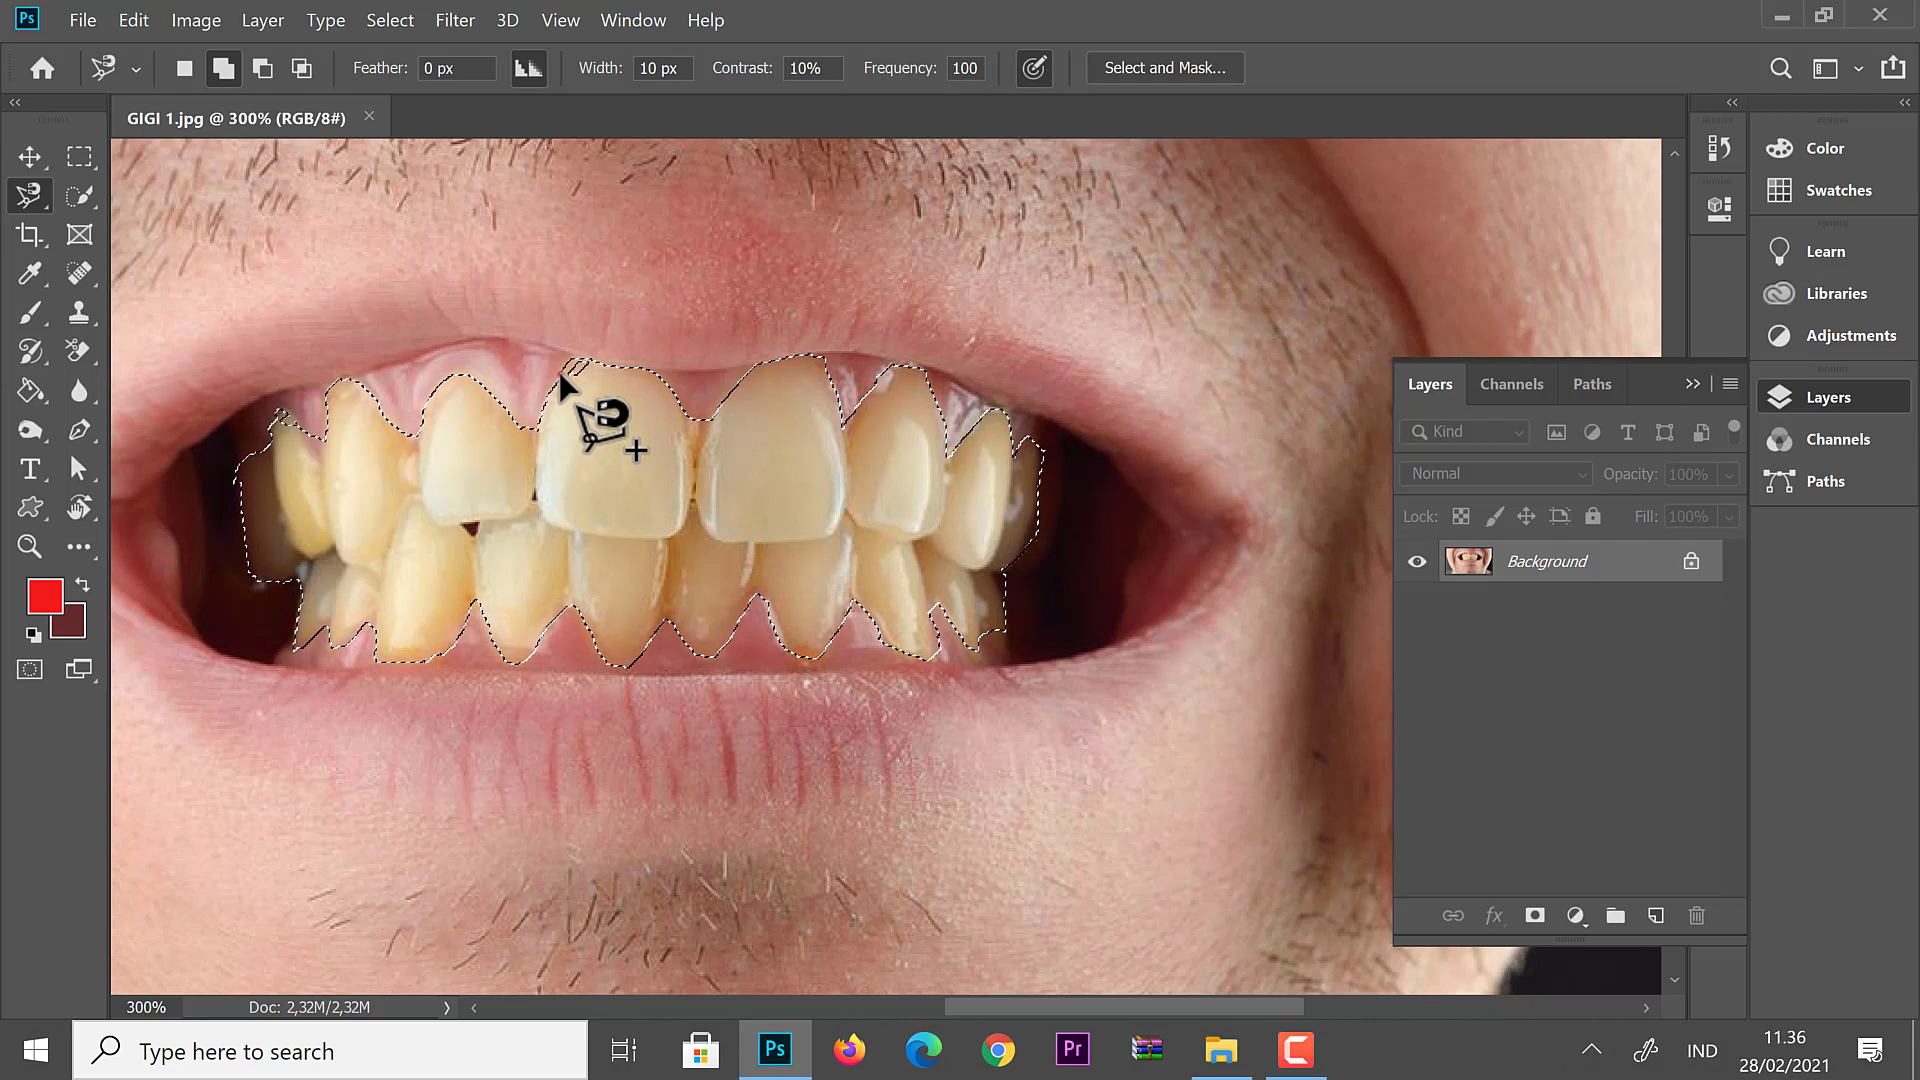 Ps File Edit Image Layer Type Select Filter 3D View Window Help
Feather: 0 px Width: 10 px Contrast: 10% Frequency: 100 Select and Mask...
GIGI 1.jpg @ 300% (RGB/8#)
Color
Swatches
Learn
Libraries
Adjustments
Layers
Channels
Paths
Layers Channels Paths
Kind
Normal Opacity: 100%
Lock: Fill: 100%
Background
fx
300% Doc: 2,32M/2,32M
Type here to search
Ps
Pr
IND
11.36
28/02/2021